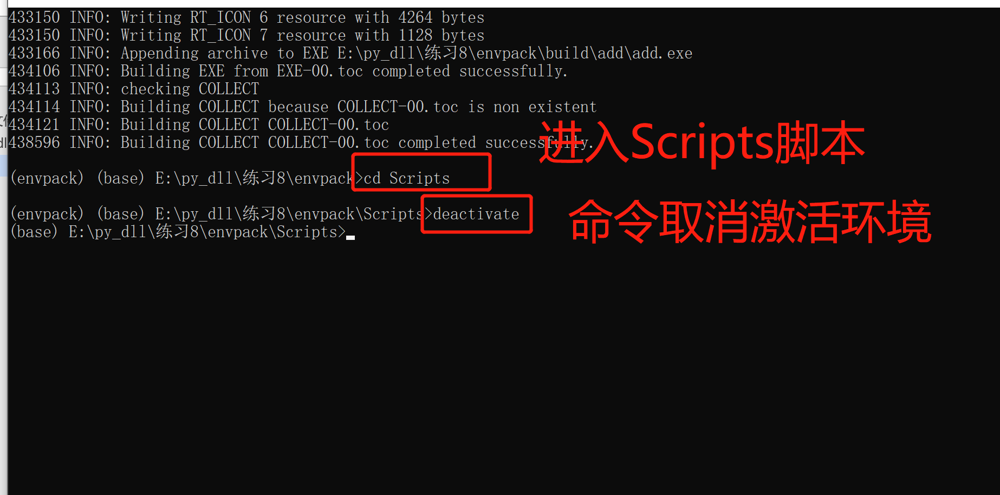 433150 INFO: Writing RT_ICON 6 resource with 4264 bytes
433150 INFO: Writing RT_ICON 7 resource with 1128 bytes
433166 INFO: Appending archive to EXE E:\py_dll\练习8\envpack\build\add\add.exe
434106 INFO: Building EXE from EXE-00.toc completed successfully.
434113 INFO: checking COLLECT
434114 INFO: Building COLLECT because COLLECT-00.toc is non existent
434121 INFO: Building COLLECT COLLECT-00.toc
438596 INFO: Building COLLECT COLLECT-00.toc completed successfully.
进入Scripts脚本
(envpack) (base) E:\py_dll\练习8\envpack>cd Scripts
(envpack) (base) E:\py_dll\练习8\envpack\Scripts>deactivate
命令取消激活环境
(base) E:\py_dll\练习8\envpack\Scripts>